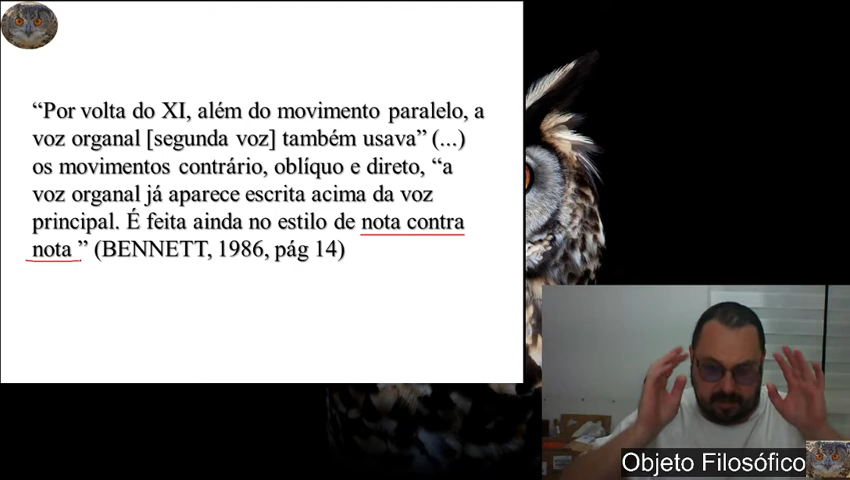 “Por volta do XI, além do movimento paralelo, a
voz organal [segunda voz] também usava” (...)
os movimentos contrário, oblíquo e direto, “a
voz organal já aparece escrita acima da voz
principal. É feita ainda no estilo de nota contra
nota ” (BENNETT, 1986, pág 14)
Objeto Filosófico